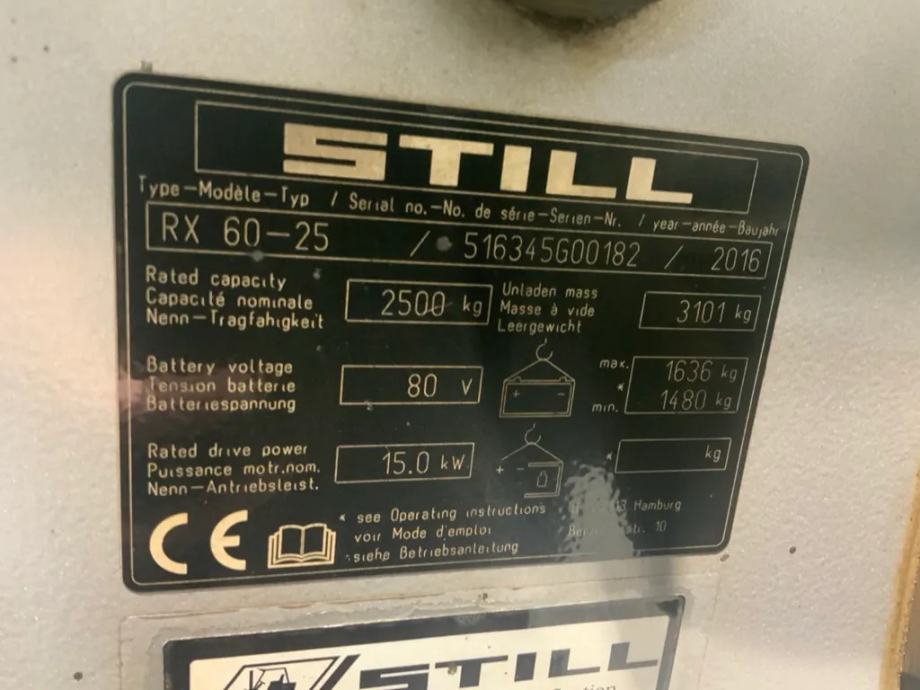 STILL
Type-Modèle-Typ / Serial no.-No. de série-Serien-Nr. / year-année-Baujahr
RX 60-25 / 516345G00182 / 2016
Rated capacity
Capacité nominale
Nenn-Tragfähigkeit
2500 kg
Unladen mass
Masse à vide
Leergewicht
3101 kg
Battery voltage
Tension batterie
Batteriespannung
80 V
+ -
max. 1636 kg
*
min. 1480 kg
Rated drive power
Puissance motr.nom.
Nenn-Antriebsleist.
15.0 kW
+ -
* kg
CE
* see Operating instructions
voir Mode d'emploi
siehe Betriebsanleitung
Hamburg
10
STILL